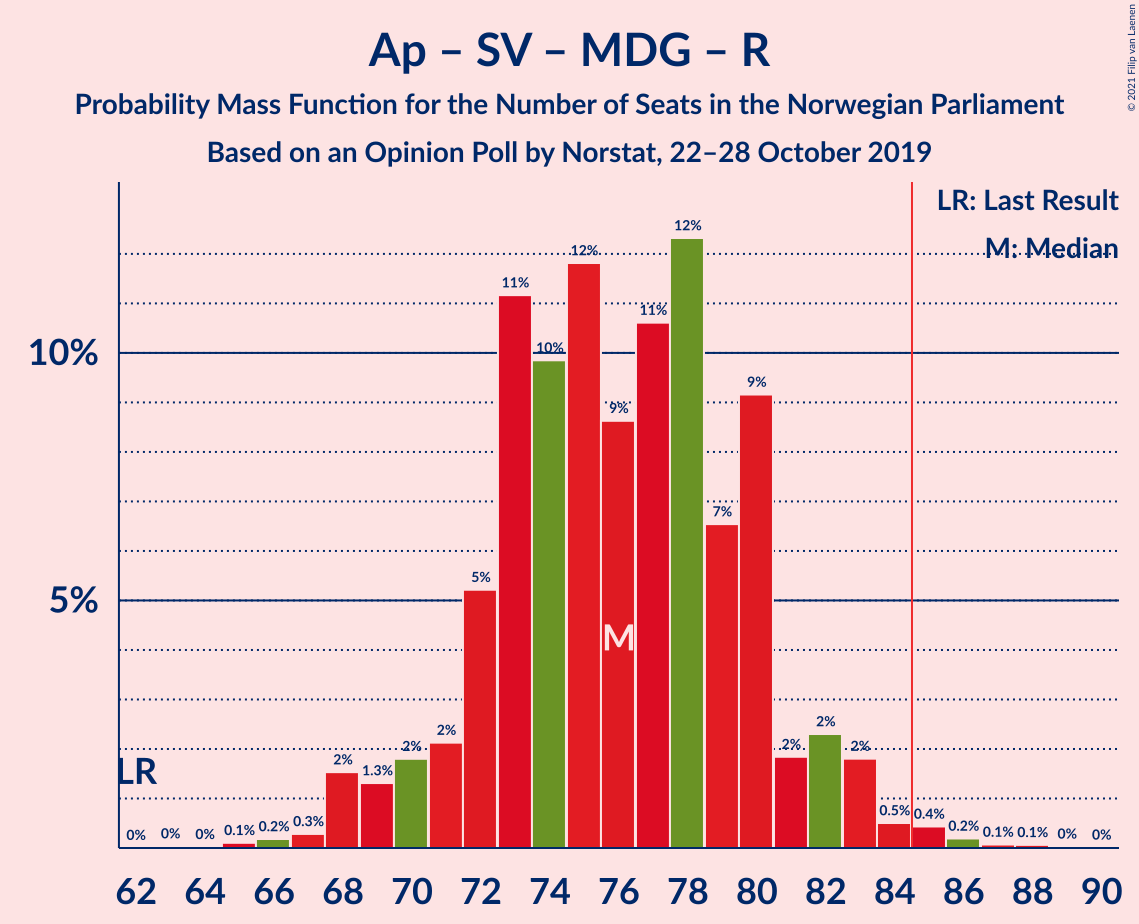 Ap – SV – MDG – R
Probability Mass Function for the Number of Seats in the Norwegian Parliament
Based on an Opinion Poll by Norstat, 22–28 October 2019
© 2021 Filip van Laenen
LR: Last Result
M: Median
10%
5%
LR
M
0% 0% 0% 0.1% 0.2% 0.3% 2% 1.3% 2% 2% 5% 11% 10% 12% 9% 11% 12% 7% 9% 2% 2% 2% 0.5% 0.4% 0.2% 0.1% 0.1% 0% 0%
62 64 66 68 70 72 74 76 78 80 82 84 86 88 90